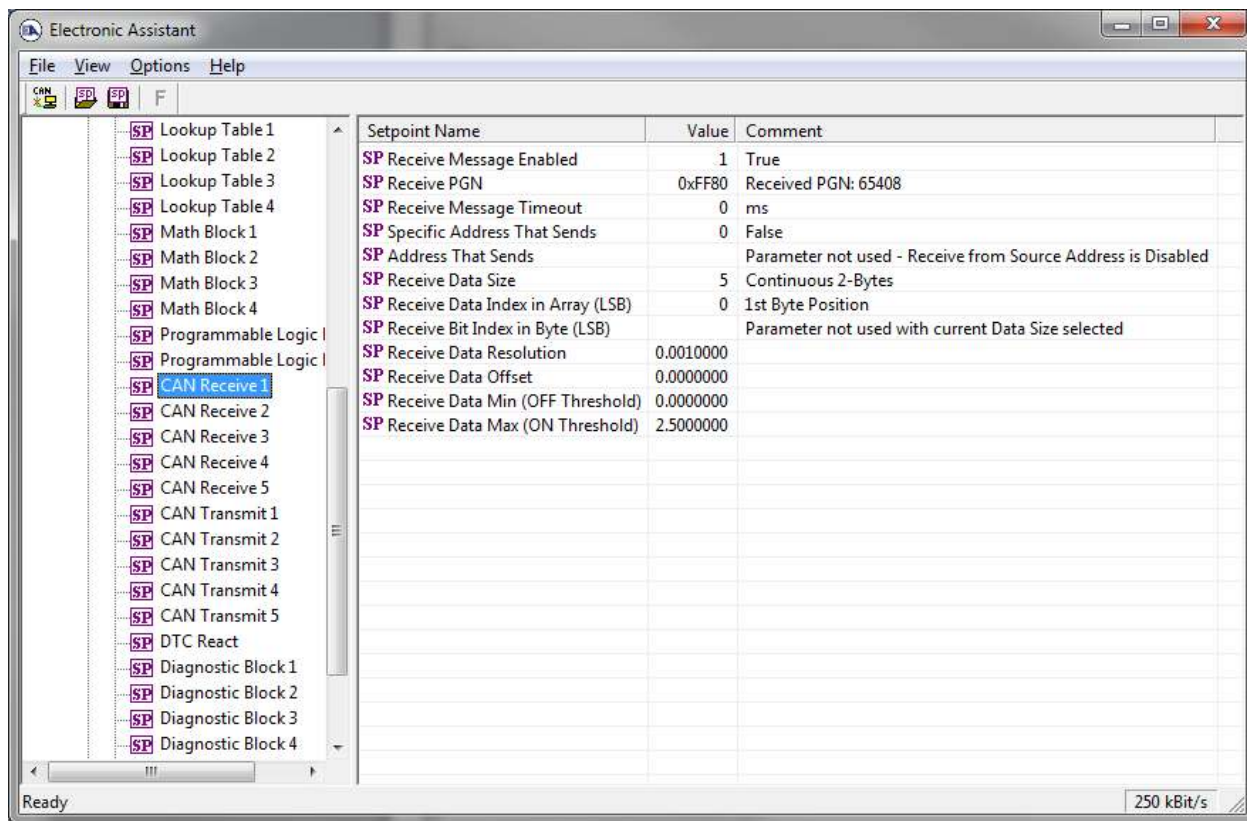 Electronic Assistant
File View Options Help
CAN SP SP F
SP Lookup Table 1
SP Lookup Table 2
SP Lookup Table 3
SP Lookup Table 4
SP Math Block 1
SP Math Block 2
SP Math Block 3
SP Math Block 4
SP Programmable Logic
SP Programmable Logic
SP CAN Receive 1
SP CAN Receive 2
SP CAN Receive 3
SP CAN Receive 4
SP CAN Receive 5
SP CAN Transmit 1
SP CAN Transmit 2
SP CAN Transmit 3
SP CAN Transmit 4
SP CAN Transmit 5
SP DTC React
SP Diagnostic Block 1
SP Diagnostic Block 2
SP Diagnostic Block 3
SP Diagnostic Block 4
Setpoint Name Value Comment
SP Receive Message Enabled 1 True
SP Receive PGN 0xFF80 Received PGN: 65408
SP Receive Message Timeout 0 ms
SP Specific Address That Sends 0 False
SP Address That Sends Parameter not used - Receive from Source Address is Disabled
SP Receive Data Size 5 Continuous 2-Bytes
SP Receive Data Index in Array (LSB) 0 1st Byte Position
SP Receive Bit Index in Byte (LSB) Parameter not used with current Data Size selected
SP Receive Data Resolution 0.0010000
SP Receive Data Offset 0.0000000
SP Receive Data Min (OFF Threshold) 0.0000000
SP Receive Data Max (ON Threshold) 2.5000000
Ready 250 kBit/s